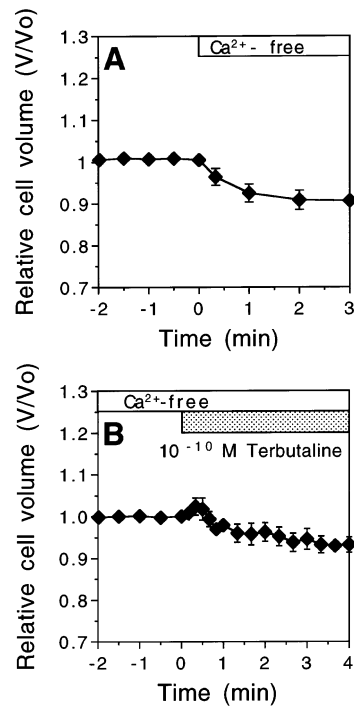 A
Ca2+- free
Relative cell volume (V/Vo)
1.3
1.2
1.1
1
0.9
0.8
0.7
-2 -1 0 1 2 3
Time (min)
B
Ca2+-free
10-10 M Terbutaline
Relative cell volume (V/Vo)
1.3
1.2
1.1
1.0
0.9
0.8
0.7
-2 -1 0 1 2 3 4
Time (min)